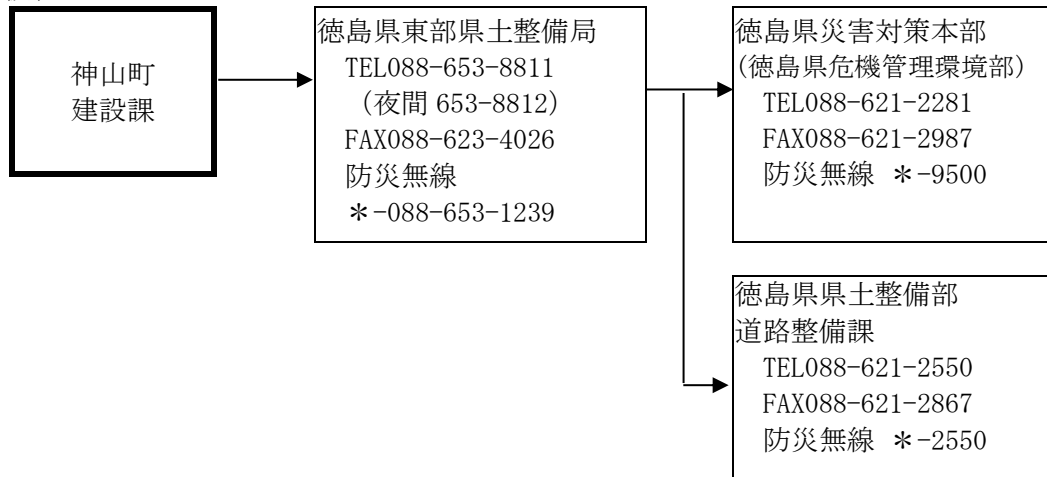 神山町
建設課
徳島県東部県土整備局
TEL088-653-8811
（夜間 653-8812）
FAX088-623-4026
防災無線
＊-088-653-1239
徳島県災害対策本部
(徳島県危機管理環境部)
TEL088-621-2281
FAX088-621-2987
防災無線 ＊-9500
徳島県県土整備部
道路整備課
TEL088-621-2550
FAX088-621-2867
防災無線 ＊-2550